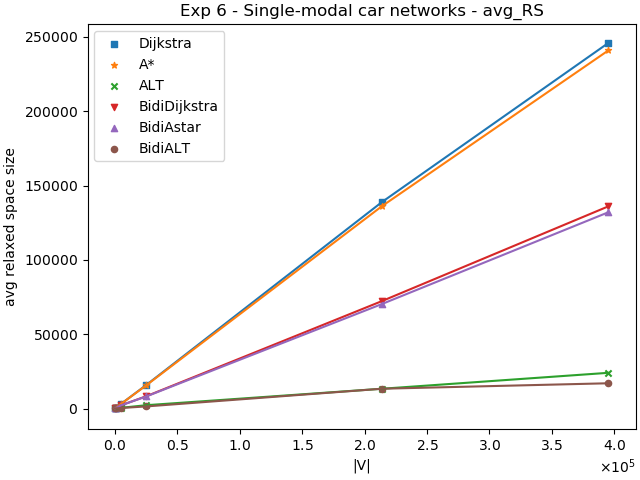 Exp 6 - Single-modal car networks - avg_RS
avg relaxed space size
250000
200000
150000
100000
50000
0
Dijkstra
A*
ALT
BidiDijkstra
BidiAstar
BidiALT
0.0 0.5 1.0 1.5 2.0 2.5 3.0 3.5 4.0
|V|
×10⁵